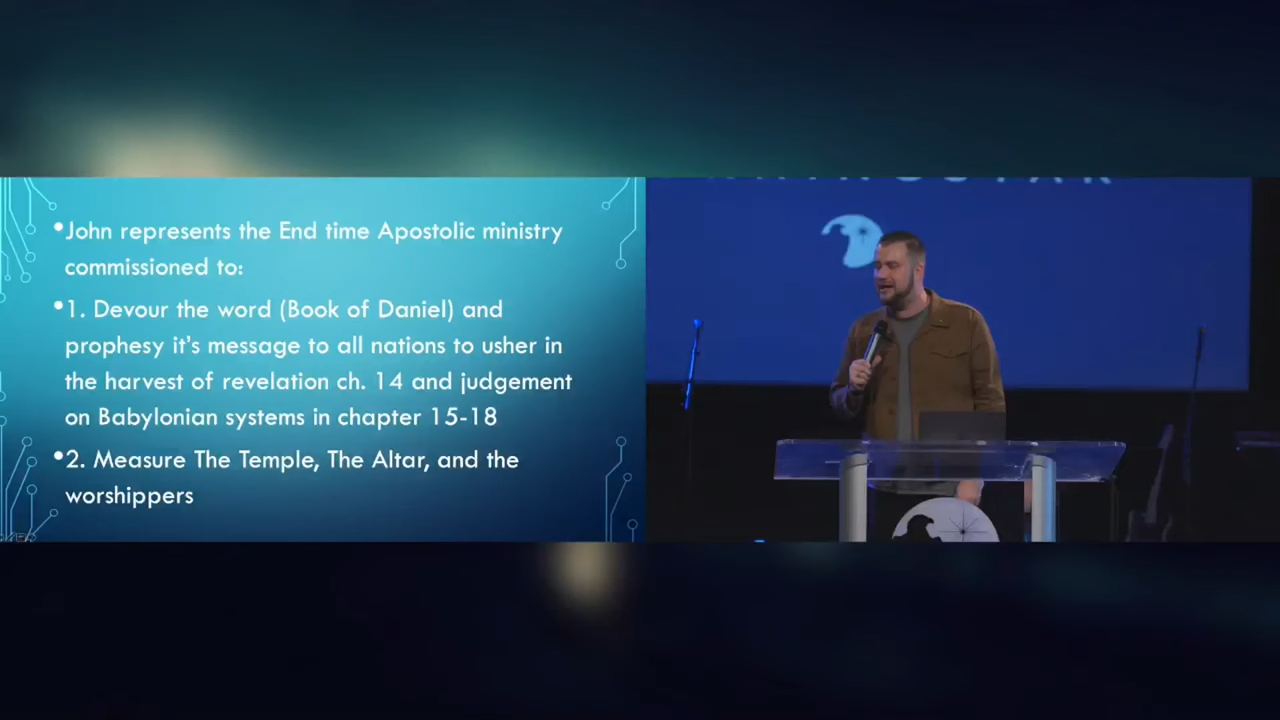 •John represents the End time Apostolic ministry
commissioned to:
•1. Devour the word (Book of Daniel) and
prophesy it's message to all nations to usher in
the harvest of revelation ch. 14 and judgement
on Babylonian systems in chapter 15-18
•2. Measure The Temple, The Altar, and the
worshippers